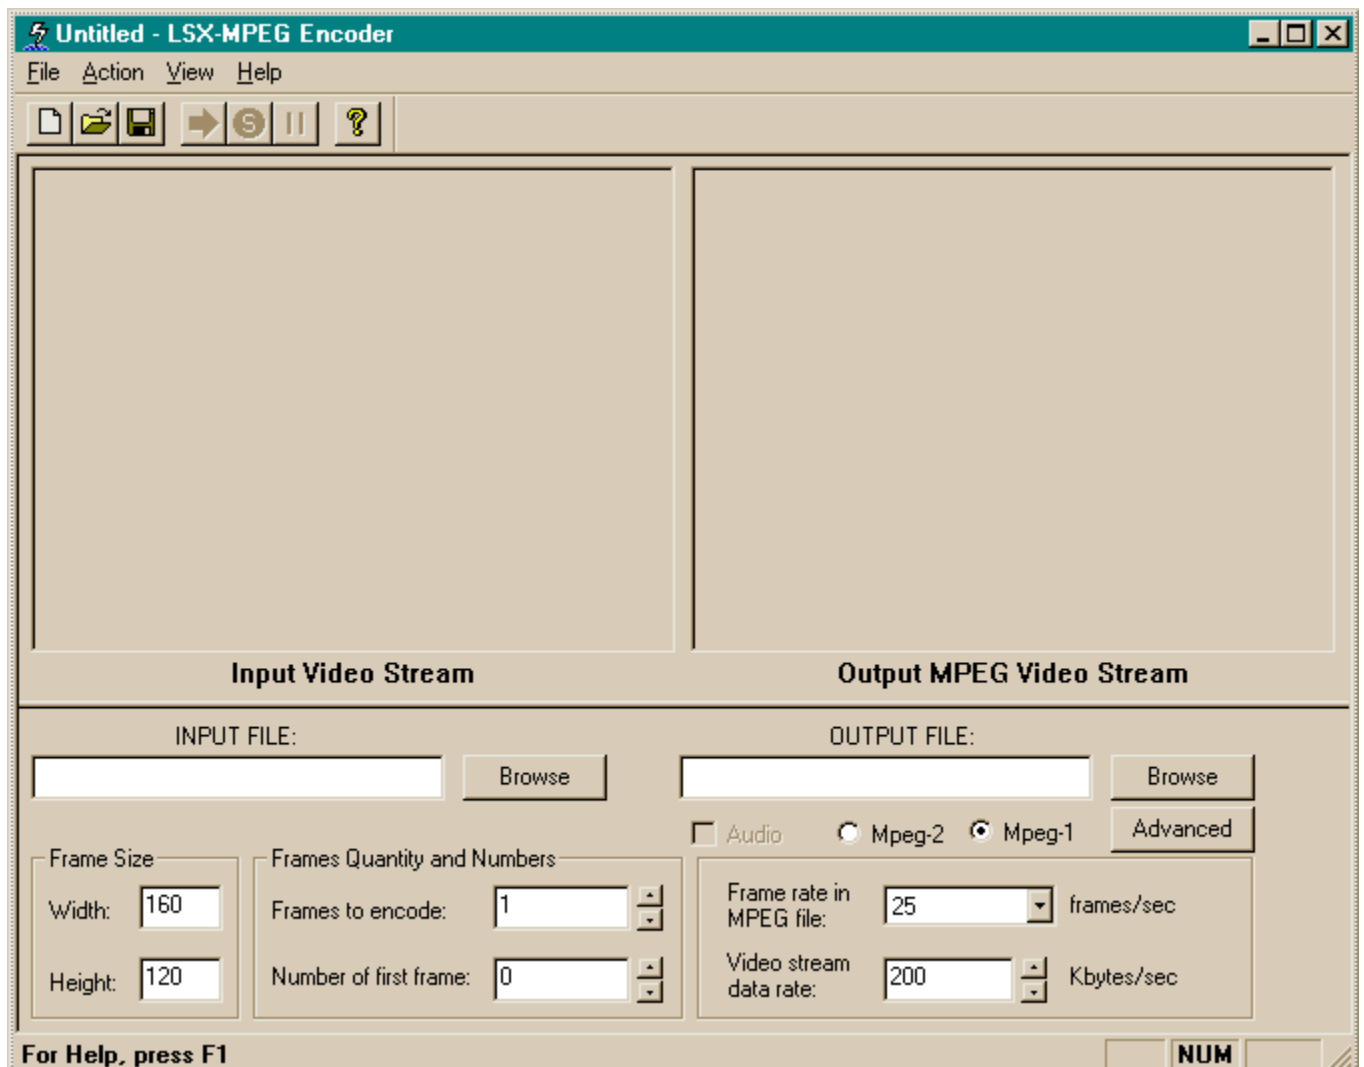 Untitled - LSX-MPEG Encoder
File Action View Help
Input Video Stream
Output MPEG Video Stream
INPUT FILE:
OUTPUT FILE:
Browse
Browse
Audio Mpeg-2 Mpeg-1 Advanced
Frame Size
Width: 160
Height: 120
Frames Quantity and Numbers
Frames to encode: 1
Number of first frame: 0
Frame rate in
MPEG file: 25 frames/sec
Video stream
data rate: 200 Kbytes/sec
For Help, press F1
NUM